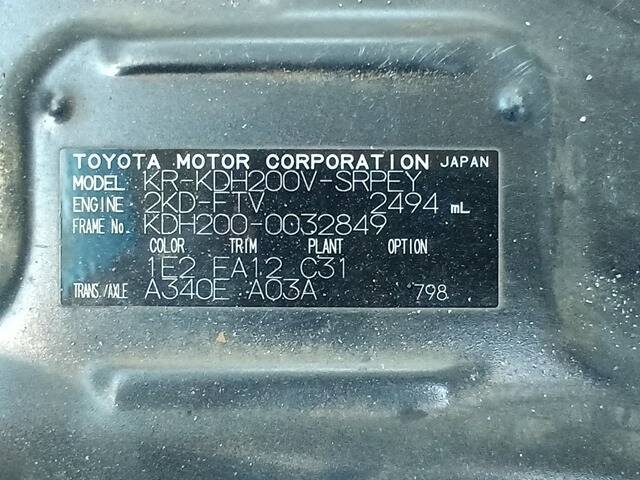 TOYOTA MOTOR CORPORATION JAPAN
MODEL KR-KDH200V-SRPEY
ENGINE 2KD-FTV 2494 mL
FRAME No. KDH200-0032849
COLOR TRIM PLANT OPTION
1E2 FA12 C31
TRANS./AXLE A340E A03A 798